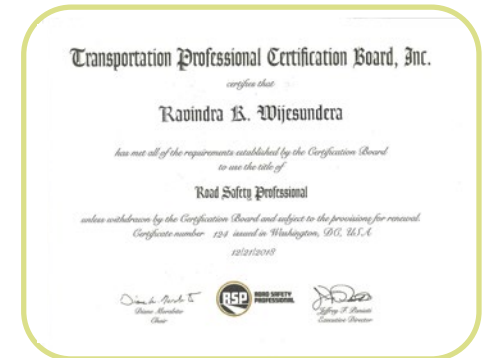 Transportation Professional Certification Board, Inc.
certifies that
Ravindra K. Wijesundera
has met all of the requirements established by the Certification Board
to use the title of
Road Safety Professional
unless withdrawn by the Certification Board and subject to the provisions for renewal.
Certificate number 124 issued in Washington, DC, U.S.A
12/21/2018
RSP ROAD SAFETY PROFESSIONAL
Chair
Executive Director